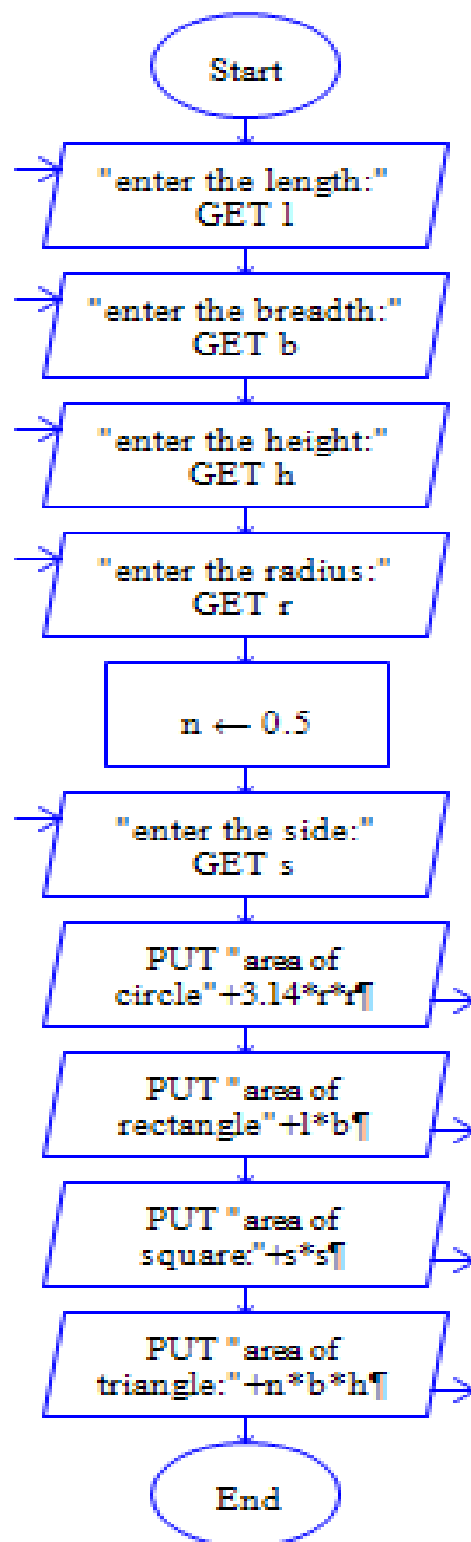 Start
"enter the length:"
GET l
"enter the breadth:"
GET b
"enter the height:"
GET h
"enter the radius:"
GET r
n ← 0.5
"enter the side:"
GET s
PUT "area of
circle"+3.14*r*r¶
PUT "area of
rectangle"+l*b¶
PUT "area of
square:"+s*s¶
PUT "area of
triangle:"+n*b*h¶
End